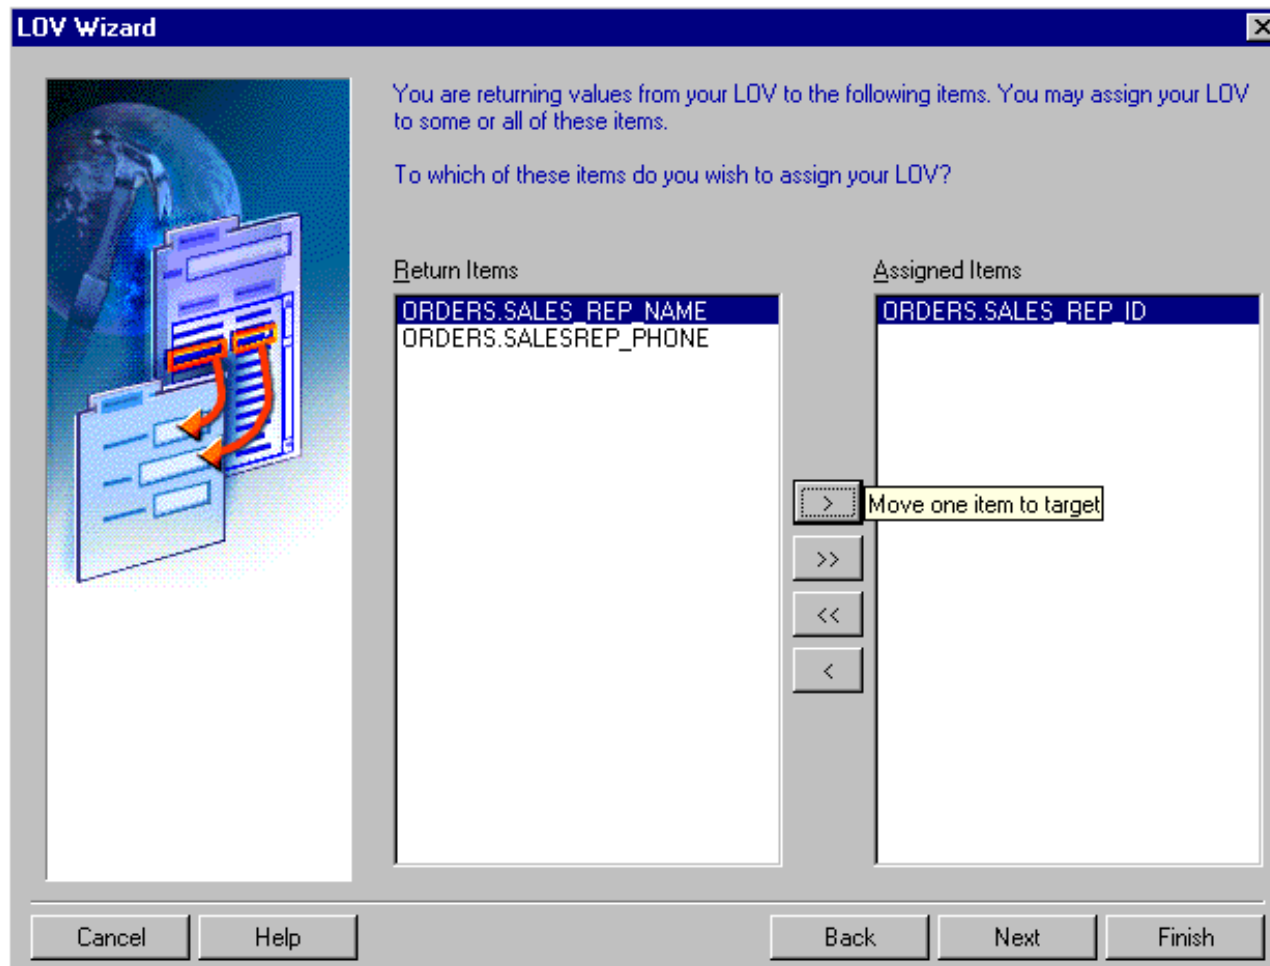 LOV Wizard
You are returning values from your LOV to the following items. You may assign your LOV
to some or all of these items.
To which of these items do you wish to assign your LOV?
Return Items
Assigned Items
ORDERS.SALES_REP_NAME
ORDERS.SALESREP_PHONE
ORDERS.SALES_REP_ID
>
Move one item to target
>>
<<
<
Cancel
Help
Back
Next
Finish